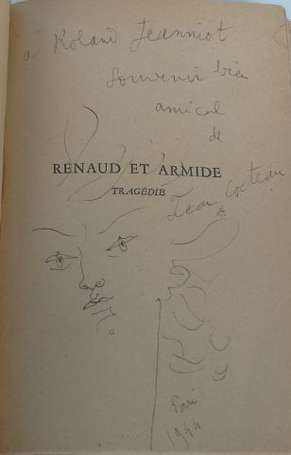 a Roland Jeanniot
souvenir bien
amical
de
RENAUD ET ARMIDE
TRAGÉDIE
Jean Cocteau
Paris
1944